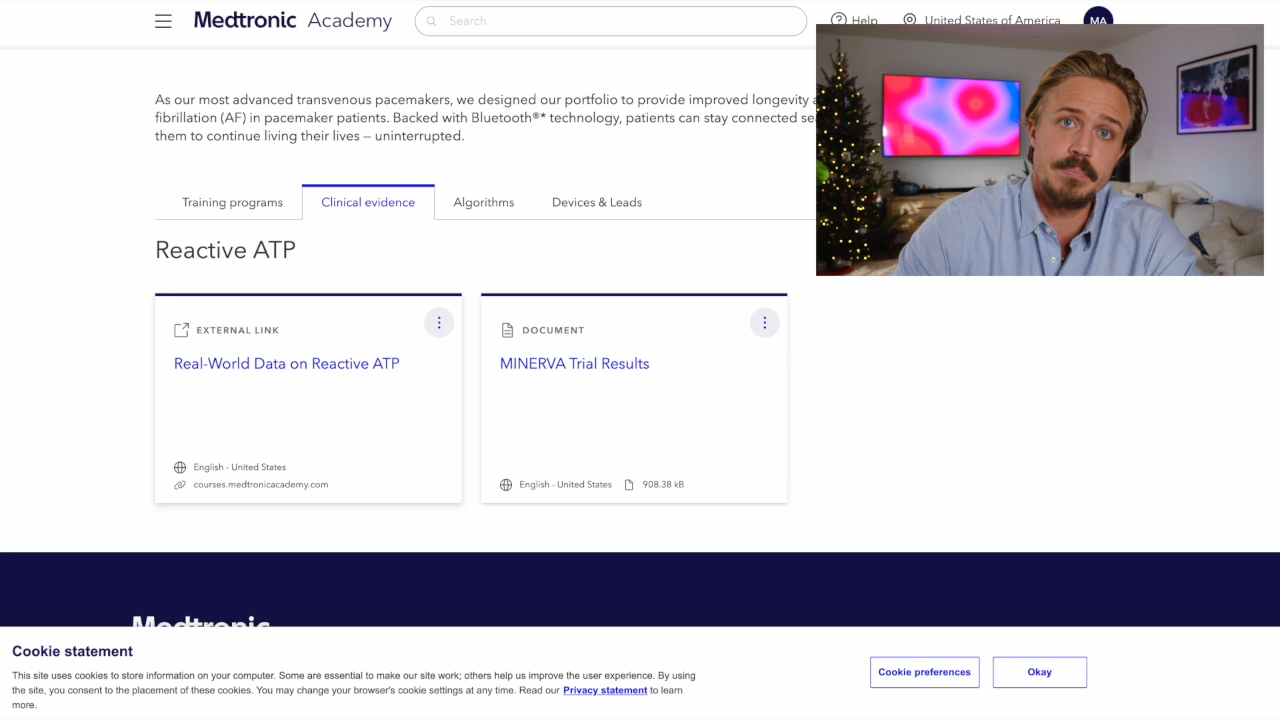 Medtronic Academy
Search
Help
United States of America
MA
As our most advanced transvenous pacemakers, we designed our portfolio to provide improved longevity
fibrillation (AF) in pacemaker patients. Backed with Bluetooth®* technology, patients can stay connected
them to continue living their lives – uninterrupted.
Training programs
Clinical evidence
Algorithms
Devices & Leads
Reactive ATP
EXTERNAL LINK
Real-World Data on Reactive ATP
English - United States
courses.medtronicacademy.com
DOCUMENT
MINERVA Trial Results
English - United States
908.38 kB
Medtronic
Cookie statement
This site uses cookies to store information on your computer. Some are essential to make our site work; others help us improve the user experience. By using
the site, you consent to the placement of these cookies. You may change your browser's cookie settings at any time. Read our Privacy statement to learn
more.
Cookie preferences
Okay